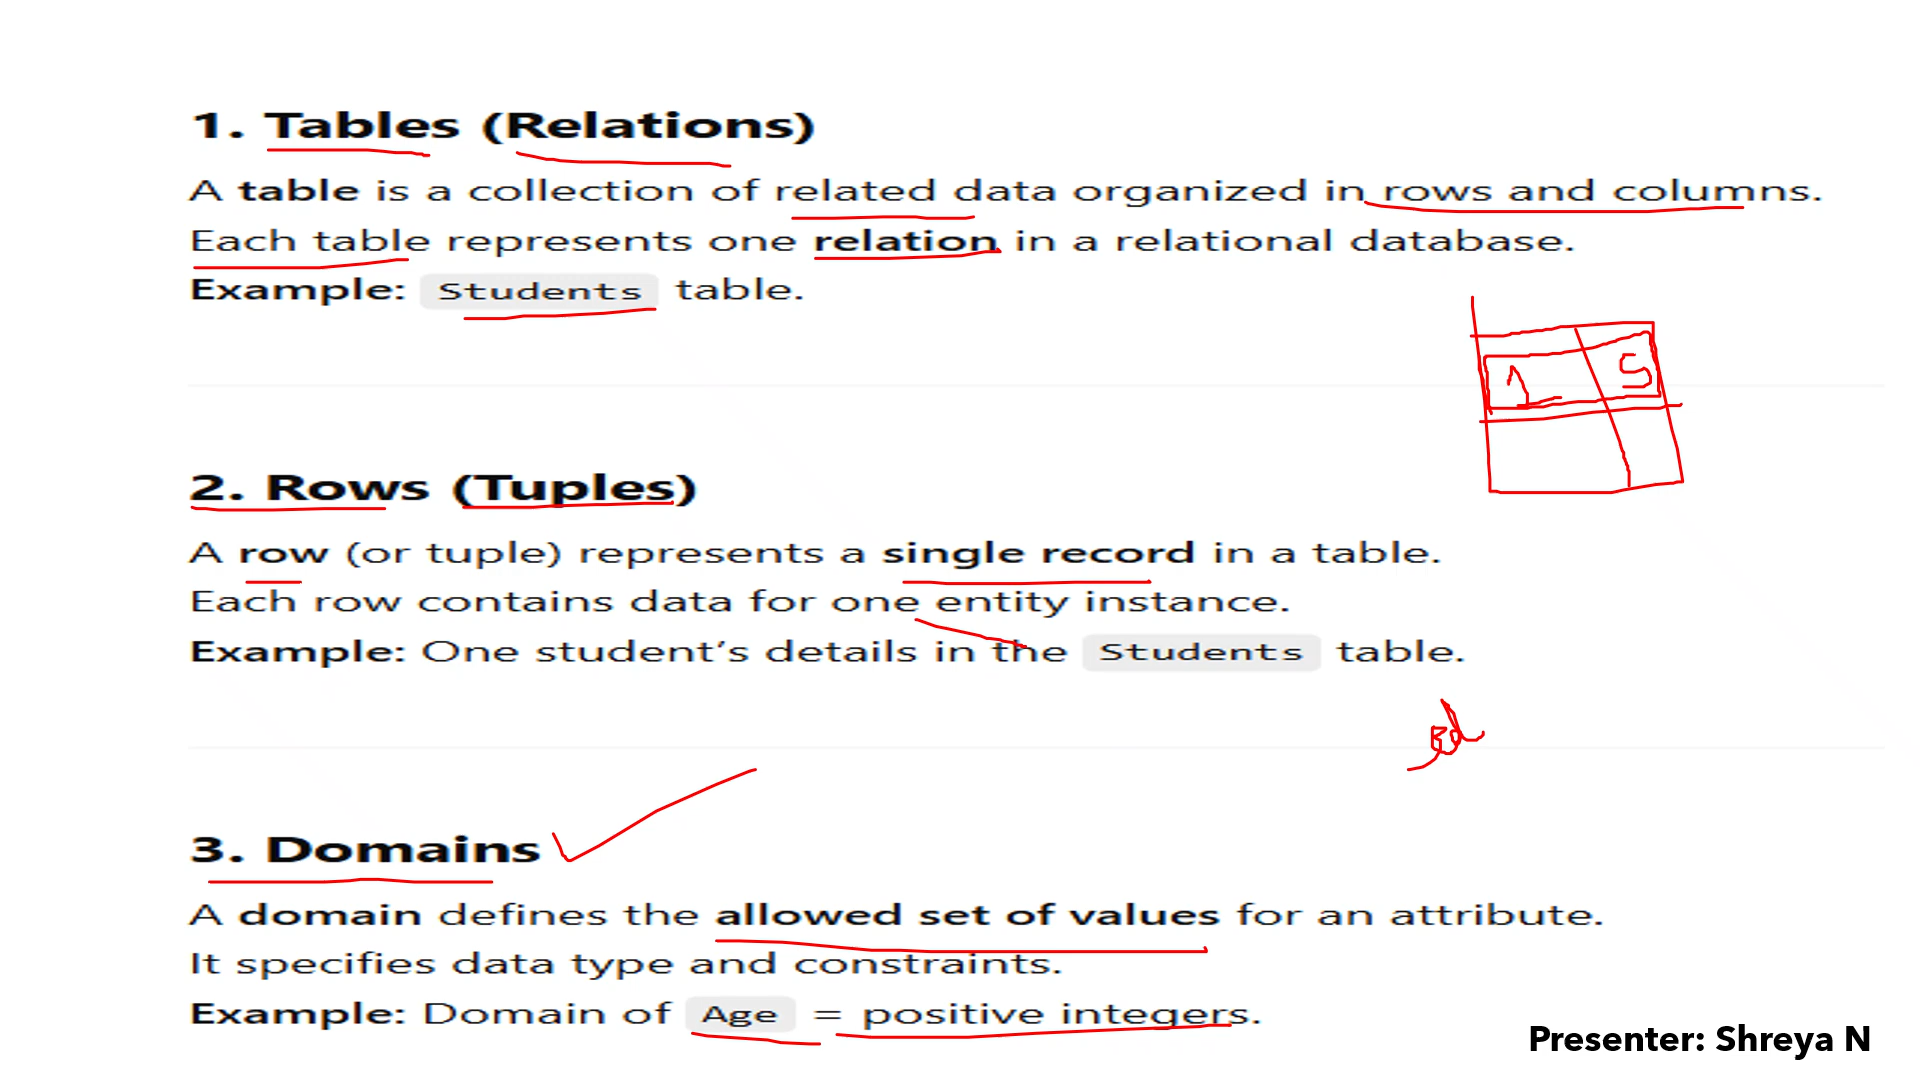 1. Tables (Relations)
A table is a collection of related data organized in rows and columns.
Each table represents one relation in a relational database.
Example: Students table.
1 S
2. Rows (Tuples)
A row (or tuple) represents a single record in a table.
Each row contains data for one entity instance.
Example: One student's details in the Students table.
3. Domains
A domain defines the allowed set of values for an attribute.
It specifies data type and constraints.
Example: Domain of Age = positive integers.
Presenter: Shreya N